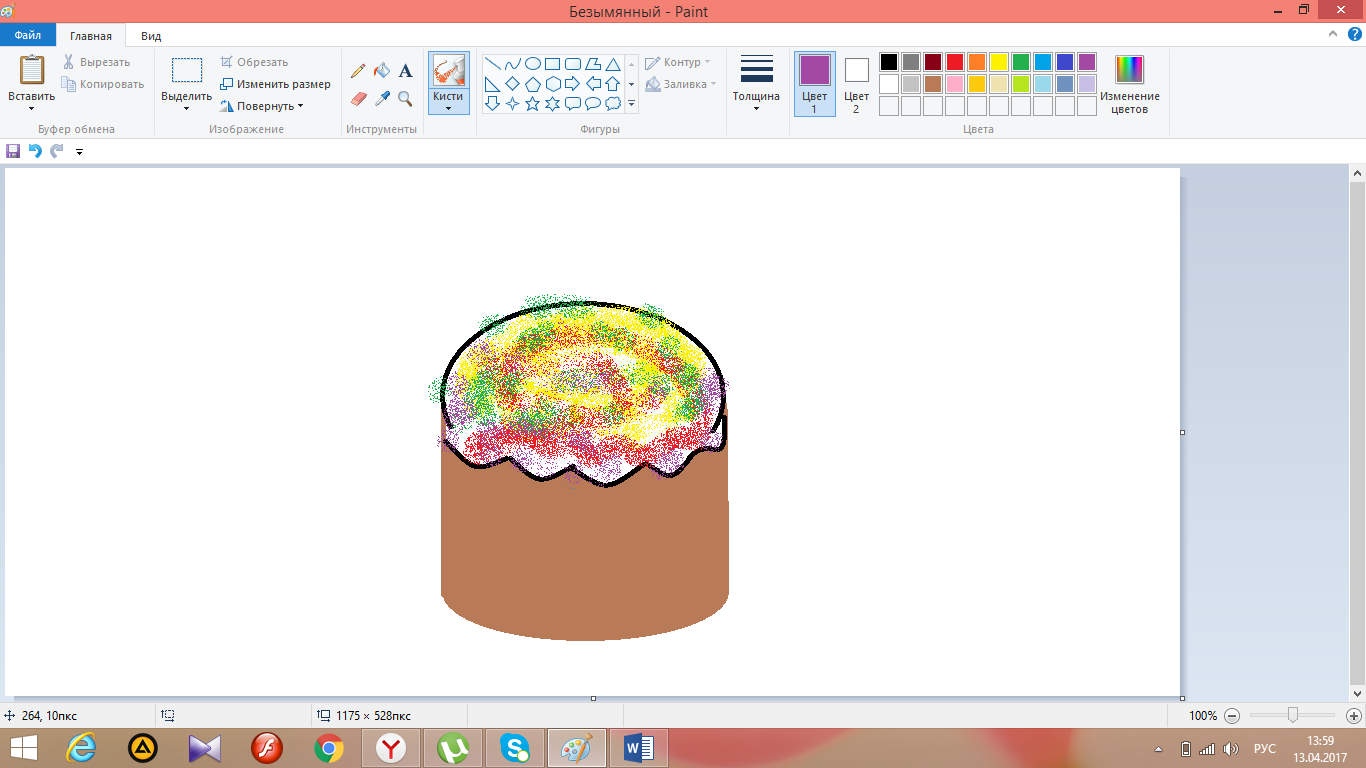 Безымянный - Paint
Файл Главная Вид
Вставить
Вырезать
Копировать
Буфер обмена
Выделить
Обрезать
Изменить размер
Повернуть
Изображение
A
Инструменты
Кисти
Контур
Заливка
Фигуры
Толщина
Цвет 1
Цвет 2
Изменение цветов
Цвета
264, 10пкс
1175 × 528пкс
100%
РУС
13:59
13.04.2017